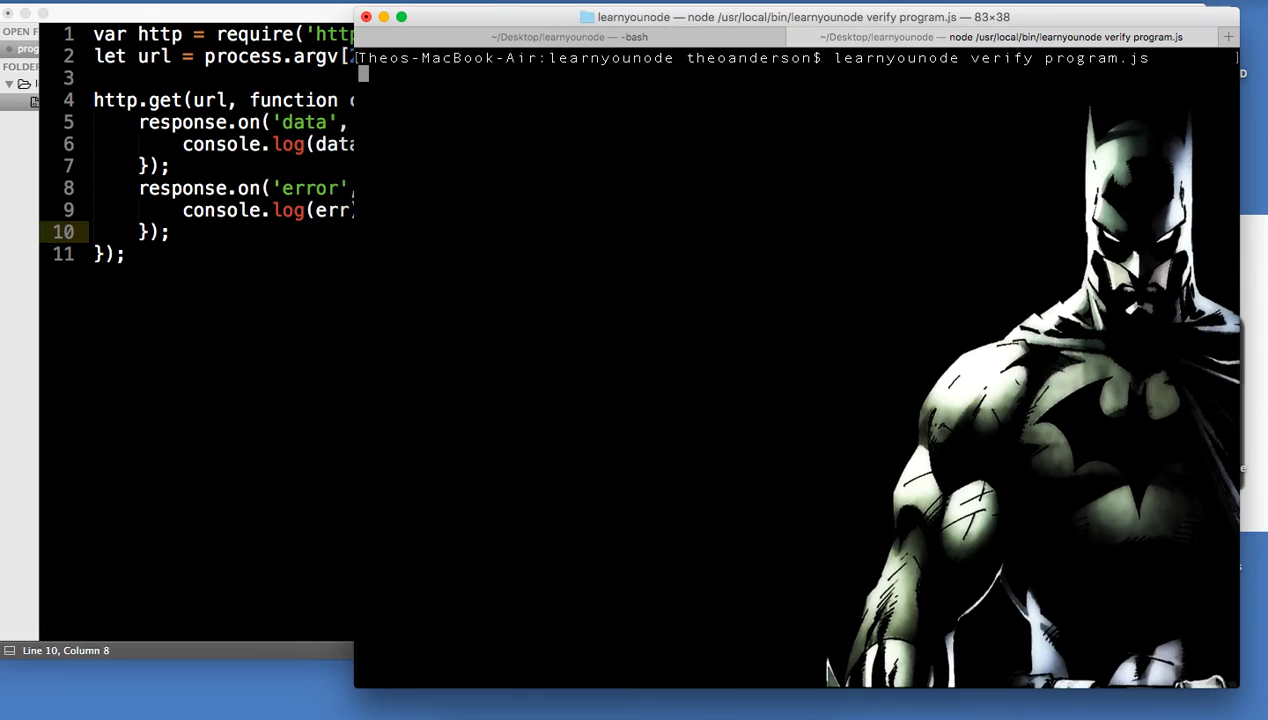 learnyounode — node /usr/local/bin/learnyounode verify program.js — 83×38
~/Desktop/learnyounode — -bash
~/Desktop/learnyounode — node /usr/local/bin/learnyounode verify program.js
Theos-MacBook-Air:learnyounode theoanderson$ learnyounode verify program.js
OPEN F
prog
FOLDER
1 var http = require('http
2 let url = process.argv[
3
4 http.get(url, function
5 response.on('data',
6 console.log(data
7 });
8 response.on('error',
9 console.log(err)
10 });
11 });
Line 10, Column 8